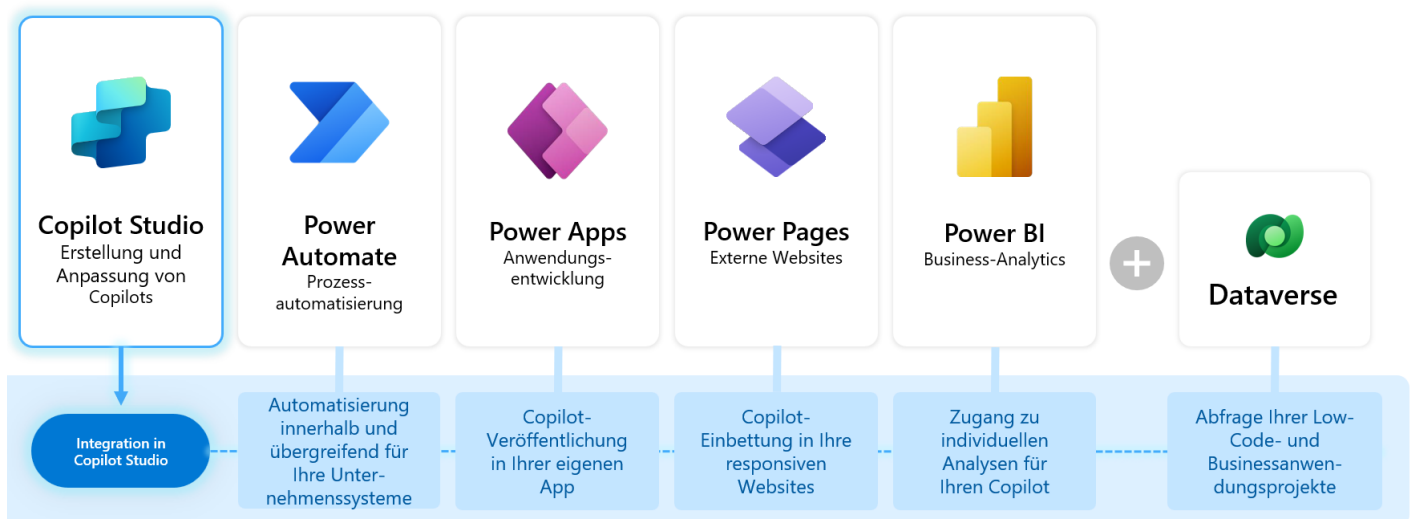 Copilot Studio
Erstellung und
Anpassung von
Copilots
Power
Automate
Prozess-
automatisierung
Power Apps
Anwendungs-
entwicklung
Power Pages
Externe Websites
Power BI
Business-Analytics
Dataverse
Integration in
Copilot Studio
Automatisierung
innerhalb und
übergreifend für
Ihre Unter-
nehmenssysteme
Copilot-
Veröffentlichung
in Ihrer eigenen
App
Copilot-
Einbettung in Ihre
responsiven
Websites
Zugang zu
individuellen
Analysen für
Ihren Copilot
Abfrage Ihrer Low-
Code- und
Businessanwen-
dungsprojekte